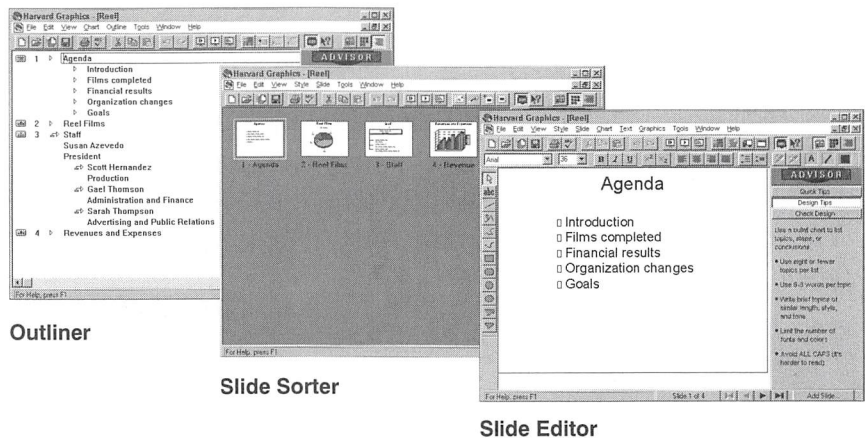 Harvard Graphics - [Reel]
File Edit View Chart Outline Tools Window Help
ADVISOR
1 Agenda
Introduction
Films completed
Financial results
Organization changes
Goals
2 Reel Films
3 Staff
Susan Azevedo
President
Scott Hernandez
Production
Gael Thomson
Administration and Finance
Sarah Thompson
Advertising and Public Relations
4 Revenues and Expenses
For Help, press F1
Outliner
Harvard Graphics - [Reel]
File Edit View Style Slide Tools Window Help
1 - Agenda 2 - Reel Films 3 - Staff 4 - Revenue
For Help, press F1
Slide Sorter
Harvard Graphics - [Reel]
File Edit View Style Slide Chart Text Graphics Tools Window Help
Arial 36 B I U
abc
Agenda
Introduction
Films completed
Financial results
Organization changes
Goals
ADVISOR
Quick Tips
Design Tips
Check Design
Use a bullet chart to list
topics, steps, or
conclusions.
• Use eight or fewer
topics per list
• Use 6-8 words per topic
• Write brief topics of
similar length, style,
and tone
• Limit the number of
fonts and colors
• Avoid ALL CAPS (it's
harder to read)
For Help, press F1 Slide 1 of 4 Add Slide...
Slide Editor